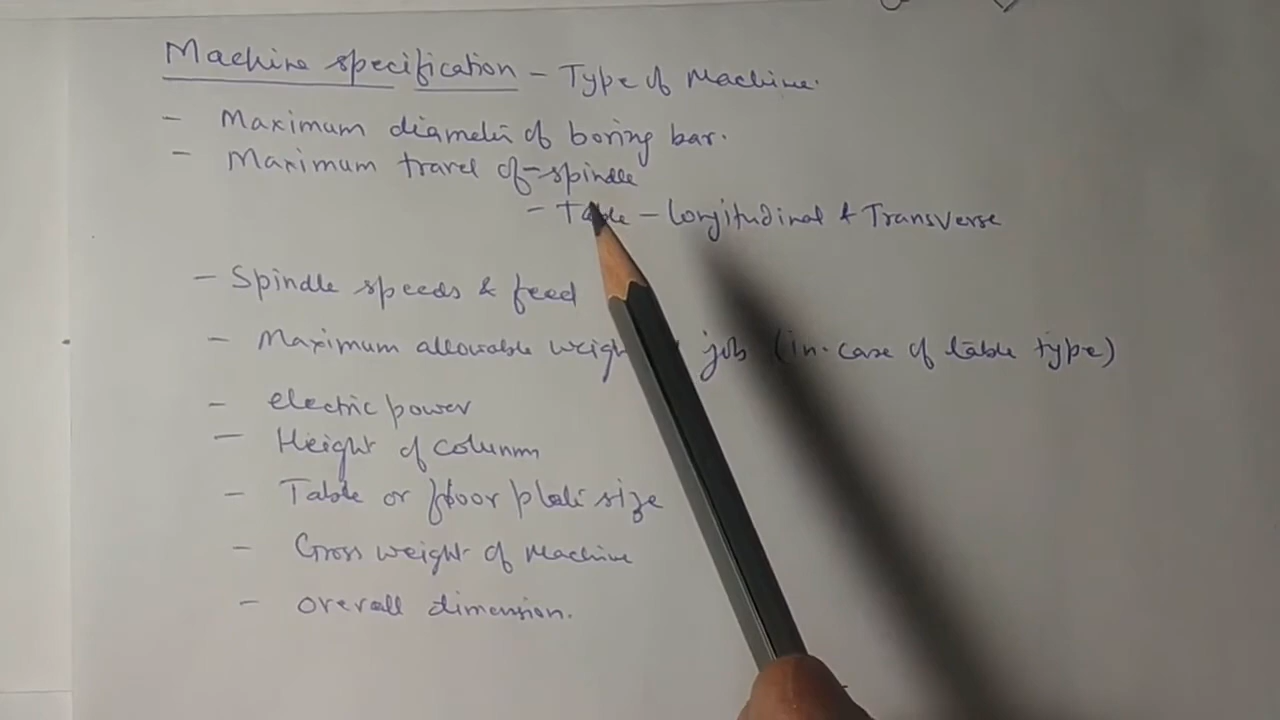 Machine specification - Type of Machine.
- Maximum diameter of boring bar.
- Maximum travel of - spindle
- Table - longitudinal & Transverse
- Spindle speeds & feed
- Maximum allowable job (in-case of table type)
- electric power
- Height of column
- Table or floor plate size
- Gross weight of machine
- overall dimension.